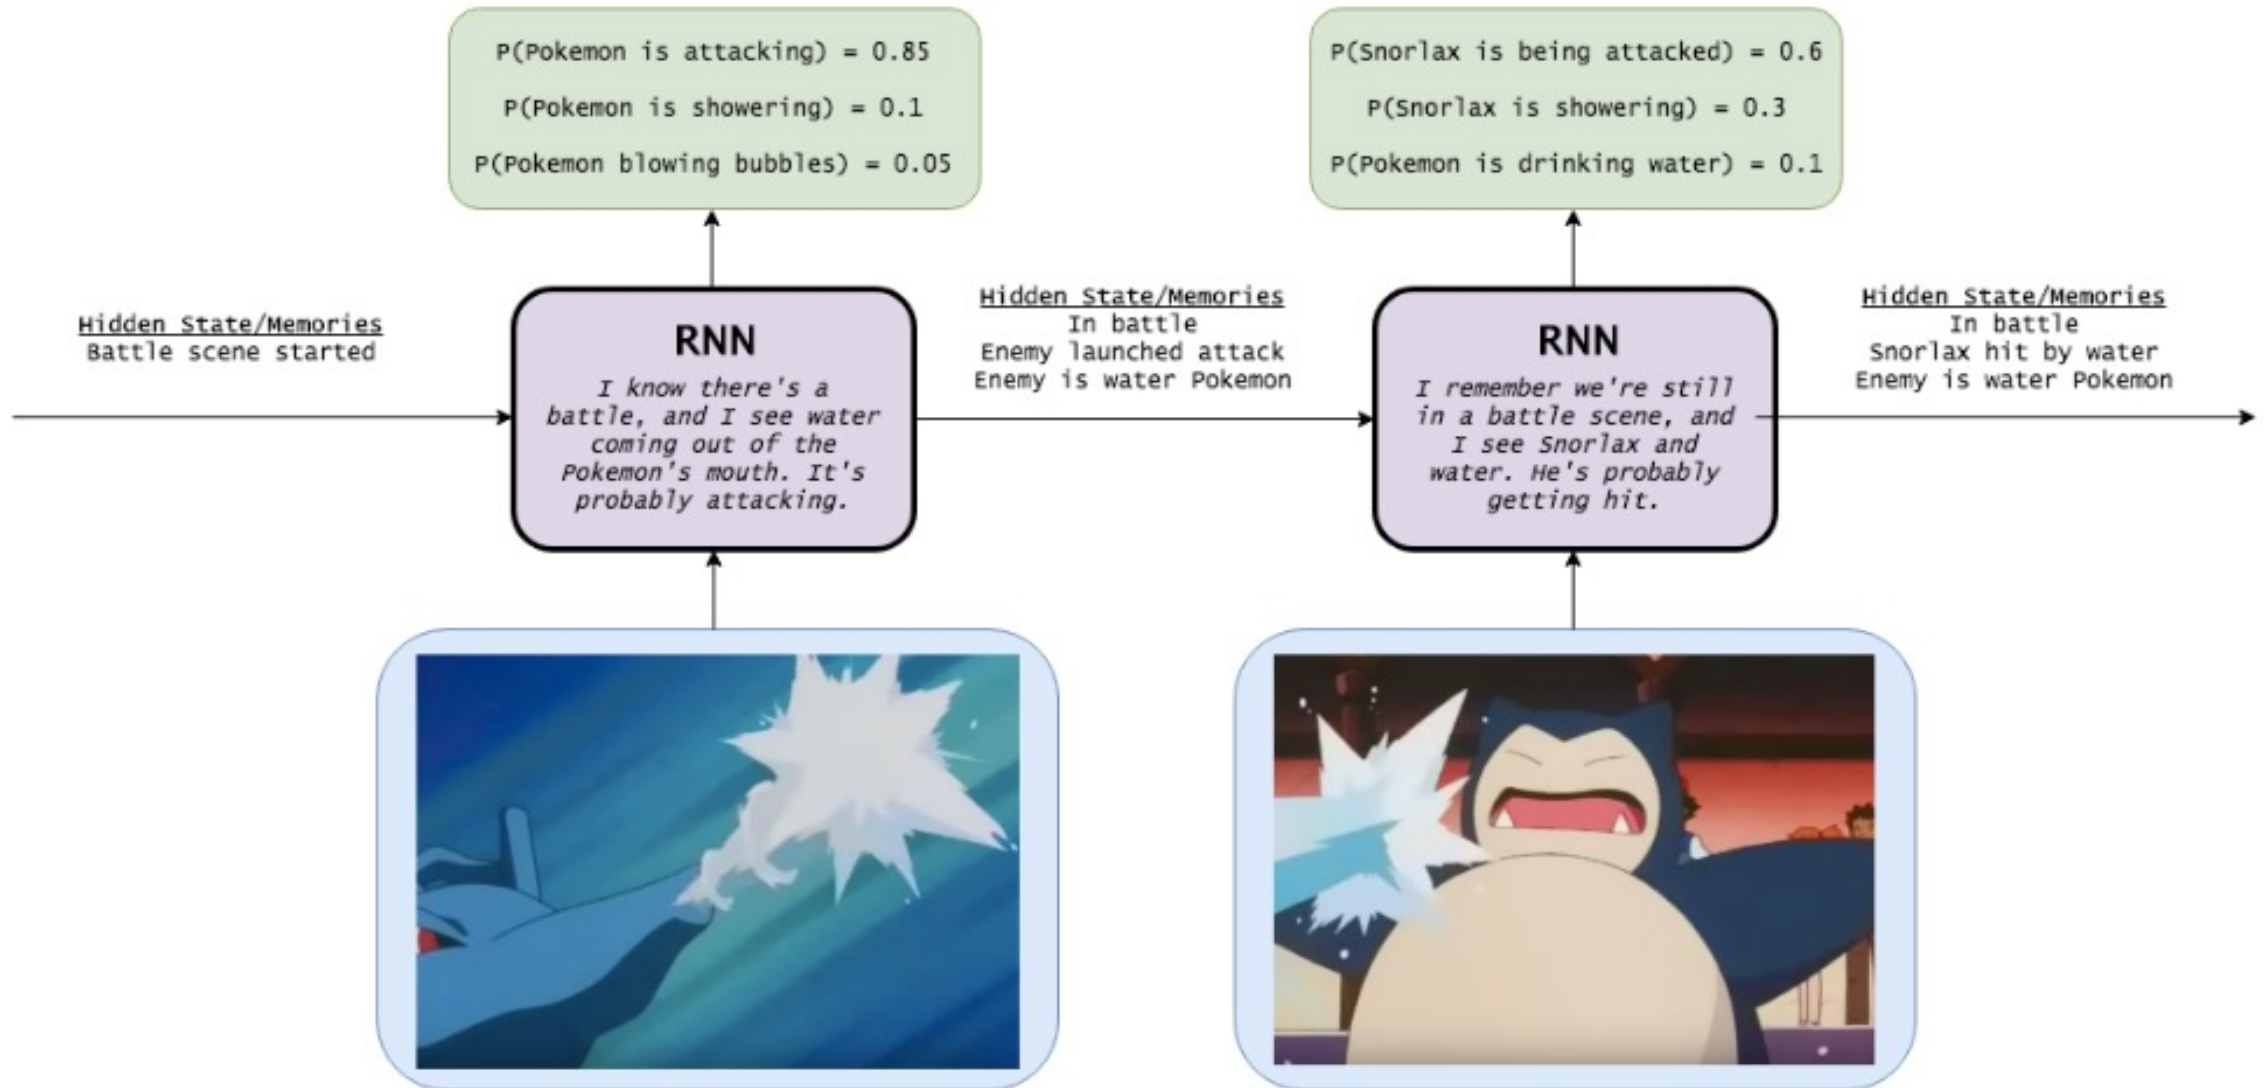 P(Pokemon is attacking) = 0.85
P(Pokemon is showering) = 0.1
P(Pokemon blowing bubbles) = 0.05
P(Snorlax is being attacked) = 0.6
P(Snorlax is showering) = 0.3
P(Pokemon is drinking water) = 0.1
Hidden State/Memories
Battle scene started
RNN
I know there's a
battle, and I see water
coming out of the
Pokemon's mouth. It's
probably attacking.
Hidden State/Memories
In battle
Enemy launched attack
Enemy is water Pokemon
RNN
I remember we're still
in a battle scene, and
I see Snorlax and
water. He's probably
getting hit.
Hidden State/Memories
In battle
Snorlax hit by water
Enemy is water Pokemon